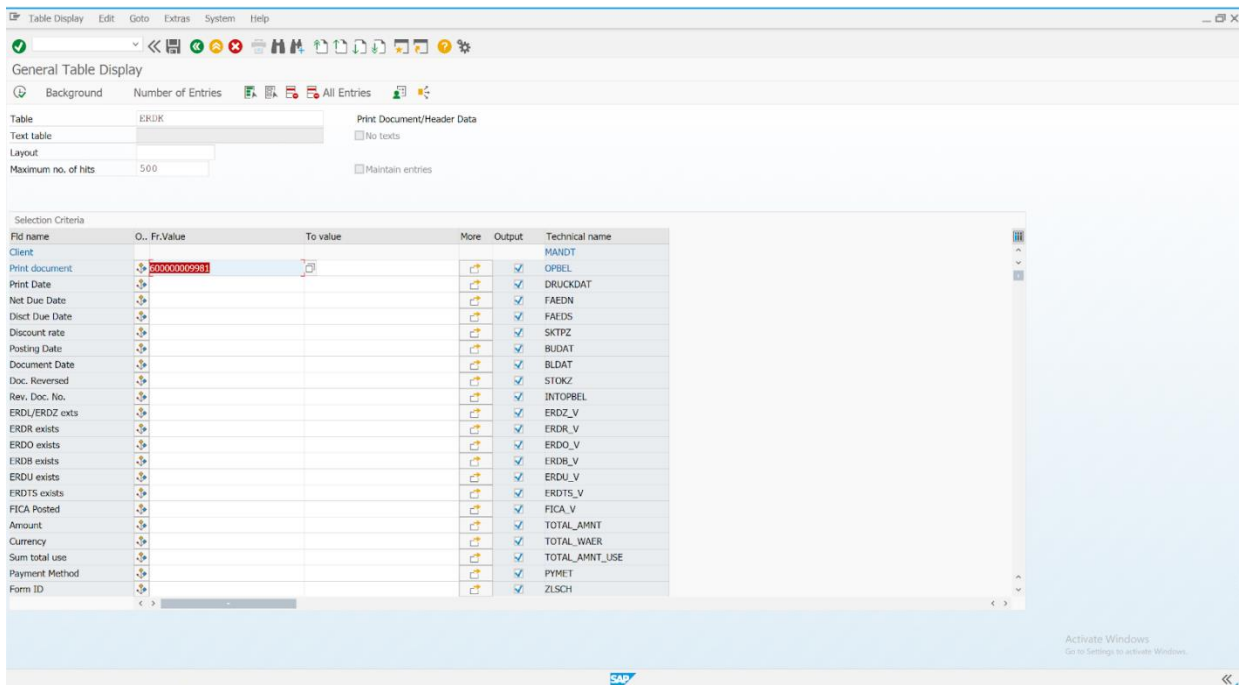 Table Display Edit Goto Extras System Help
General Table Display
Background Number of Entries All Entries
Table ERDK Print Document/Header Data
Text table No texts
Layout
Maximum no. of hits 500 Maintain entries
Selection Criteria
Fld name O.. Fr.Value To value More Output Technical name
Client MANDT
Print document 600000009981 OPBEL
Print Date DRUCKDAT
Net Due Date FAEDN
Disct Due Date FAEDS
Discount rate SKTPZ
Posting Date BUDAT
Document Date BLDAT
Doc. Reversed STOKZ
Rev. Doc. No. INTOPBEL
ERDL/ERDZ exts ERDZ_V
ERDR exists ERDR_V
ERDO exists ERDO_V
ERDB exists ERDB_V
ERDU exists ERDU_V
ERDTS exists ERDTS_V
FICA Posted FICA_V
Amount TOTAL_AMNT
Currency TOTAL_WAER
Sum total use TOTAL_AMNT_USE
Payment Method PYMET
Form ID ZLSCH
Activate Windows
Go to Settings to activate Windows.
SAP